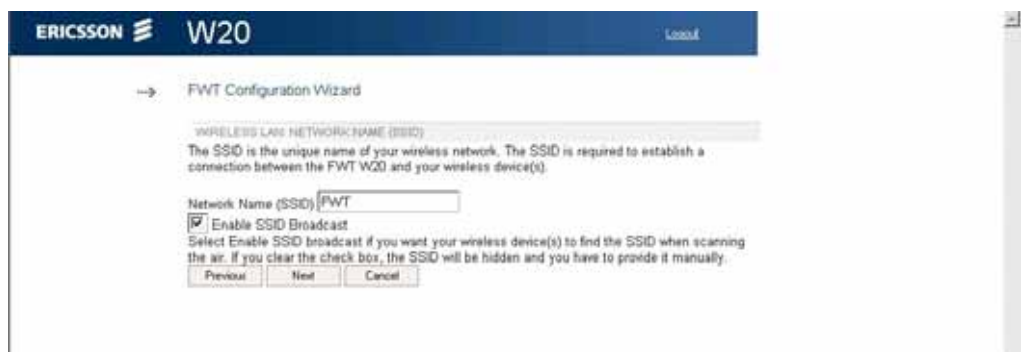 ERICSSON W20 Logout
FWT Configuration Wizard
WIRELESS LAN: NETWORK NAME (SSID)
The SSID is the unique name of your wireless network. The SSID is required to establish a
connection between the FWT W20 and your wireless device(s).
Network Name (SSID) FWT
Enable SSID Broadcast
Select Enable SSID broadcast if you want your wireless device(s) to find the SSID when scanning
the air. If you clear the check box, the SSID will be hidden and you have to provide it manually.
Previous Next Cancel